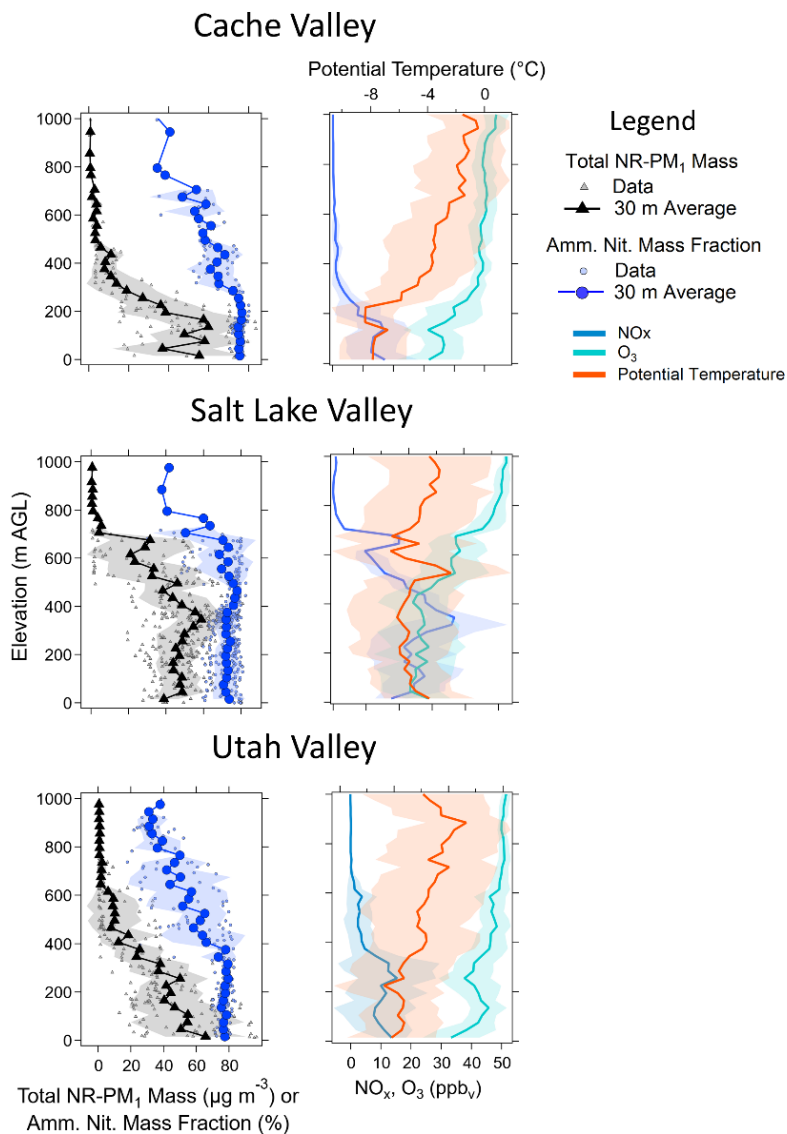 Cache Valley
Potential Temperature (°C)
-8 -4 0
1000
800
600
400
200
0
Legend
Total NR-PM1 Mass
Data
30 m Average
Amm. Nit. Mass Fraction
Data
30 m Average
NOx
O3
Potential Temperature
Salt Lake Valley
Elevation (m AGL)
1000
800
600
400
200
0
Utah Valley
1000
800
600
400
200
0
0 20 40 60 80
Total NR-PM1 Mass (µg m-3) or
Amm. Nit. Mass Fraction (%)
0 10 20 30 40 50
NOx, O3 (ppbv)